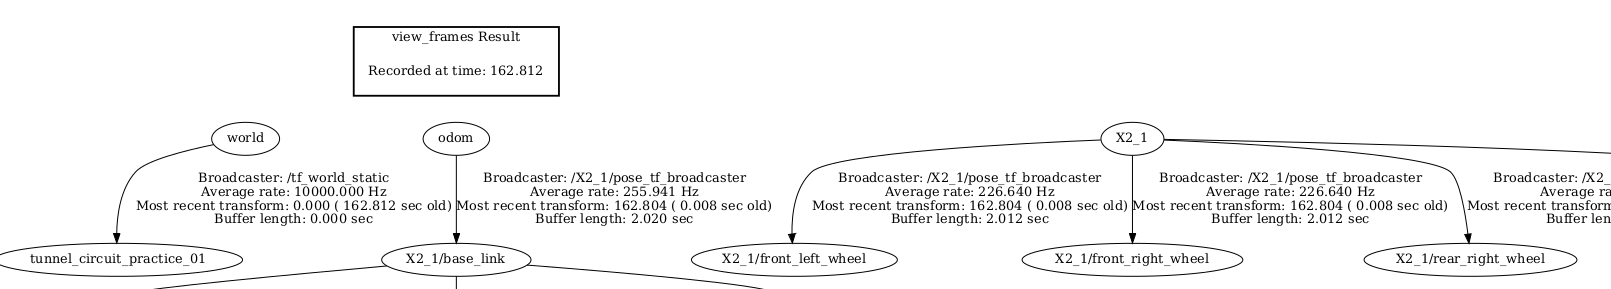 view_frames Result
Recorded at time: 162.812
world
odom
X2_1
Broadcaster: /tf_world_static
Average rate: 10000.000 Hz
Most recent transform: 0.000 ( 162.812 sec old)
Buffer length: 0.000 sec
Broadcaster: /X2_1/pose_tf_broadcaster
Average rate: 255.941 Hz
Most recent transform: 162.804 ( 0.008 sec old)
Buffer length: 2.020 sec
Broadcaster: /X2_1/pose_tf_broadcaster
Average rate: 226.640 Hz
Most recent transform: 162.804 ( 0.008 sec old)
Buffer length: 2.012 sec
Broadcaster: /X2_1/pose_tf_broadcaster
Average rate: 226.640 Hz
Most recent transform: 162.804 ( 0.008 sec old)
Buffer length: 2.012 sec
Broadcaster: /X2_
Average ra
Most recent transform
Buffer len
tunnel_circuit_practice_01
X2_1/base_link
X2_1/front_left_wheel
X2_1/front_right_wheel
X2_1/rear_right_wheel